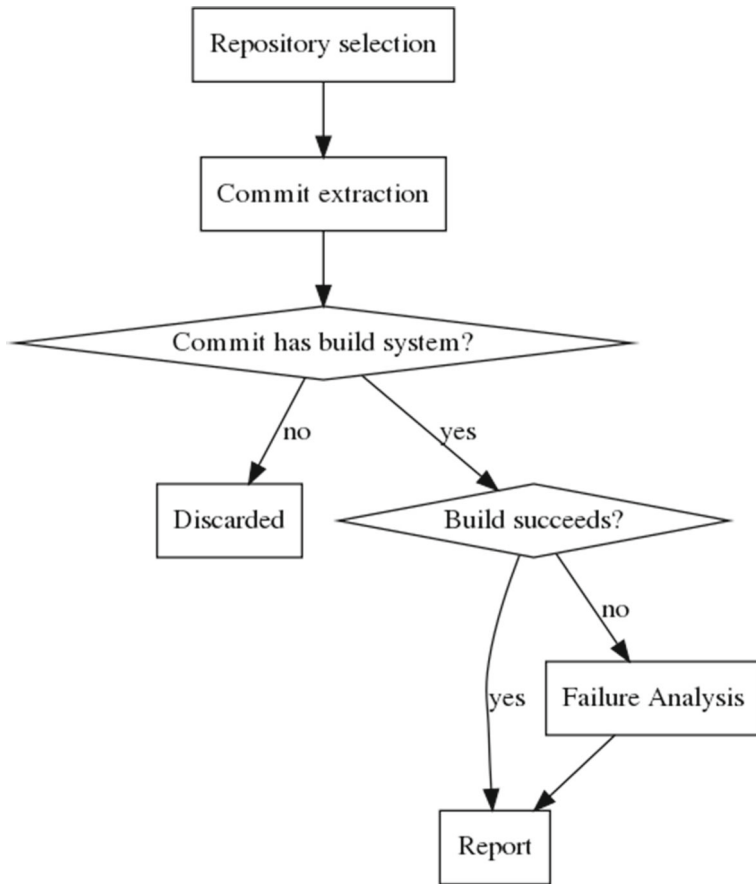 Repository selection
Commit extraction
Commit has build system?
no
yes
Discarded
Build succeeds?
no
yes
Failure Analysis
Report